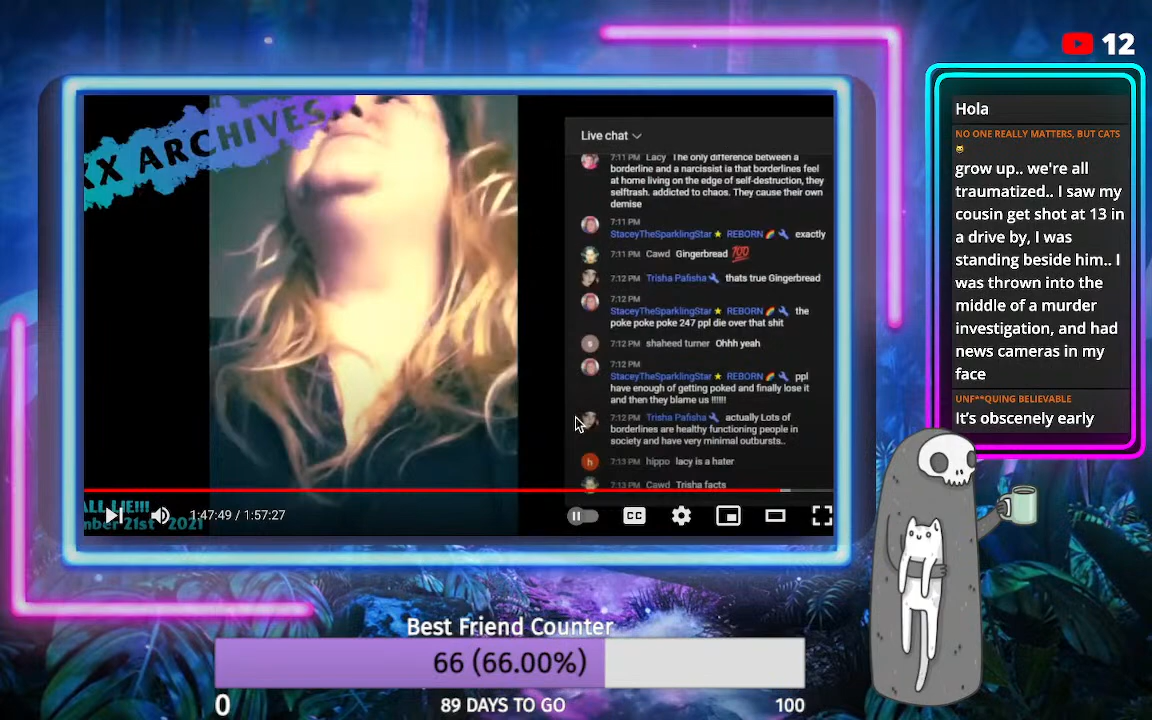 12
XX ARCHIVES..
Live chat
7:11 PM Lacy The only difference between a
borderline and a narcissist ia that borderlines feel
at home living on the edge of self-destruction, they
selftrash. addicted to chaos. They cause their own
demise
7:11 PM
StaceyTheSparklingStar ⭐ REBORN 🌈 🔧 exactly
7:11 PM Cawd Gingerbread 💯
7:12 PM Trisha Pafisha 🔧 thats true Gingerbread
7:12 PM
StaceyTheSparklingStar ⭐ REBORN 🌈 🔧 the
poke poke poke 247 ppl die over that shit
s 7:12 PM shaheed turner Ohhh yeah
7:12 PM
StaceyTheSparklingStar ⭐ REBORN 🌈 🔧 ppl
have enough of getting poked and finally lose it
and then they blame us !!!!!!
7:12 PM Trisha Pafisha 🔧 actually Lots of
borderlines are healthy functioning people in
society and have very minimal outbursts..
h 7:13 PM hippo lacy is a hater
7:13 PM Cawd Trisha facts
ALL LIE!!!
mber 21st 2021
1:47:49 / 1:57:27
CC
Hola
NO ONE REALLY MATTERS, BUT CATS
🐱
grow up.. we're all
traumatized.. I saw my
cousin get shot at 13 in
a drive by, I was
standing beside him.. I
was thrown into the
middle of a murder
investigation, and had
news cameras in my
face
UNF**QUING BELIEVABLE
It's obscenely early
Best Friend Counter
66 (66.00%)
0
89 DAYS TO GO
100